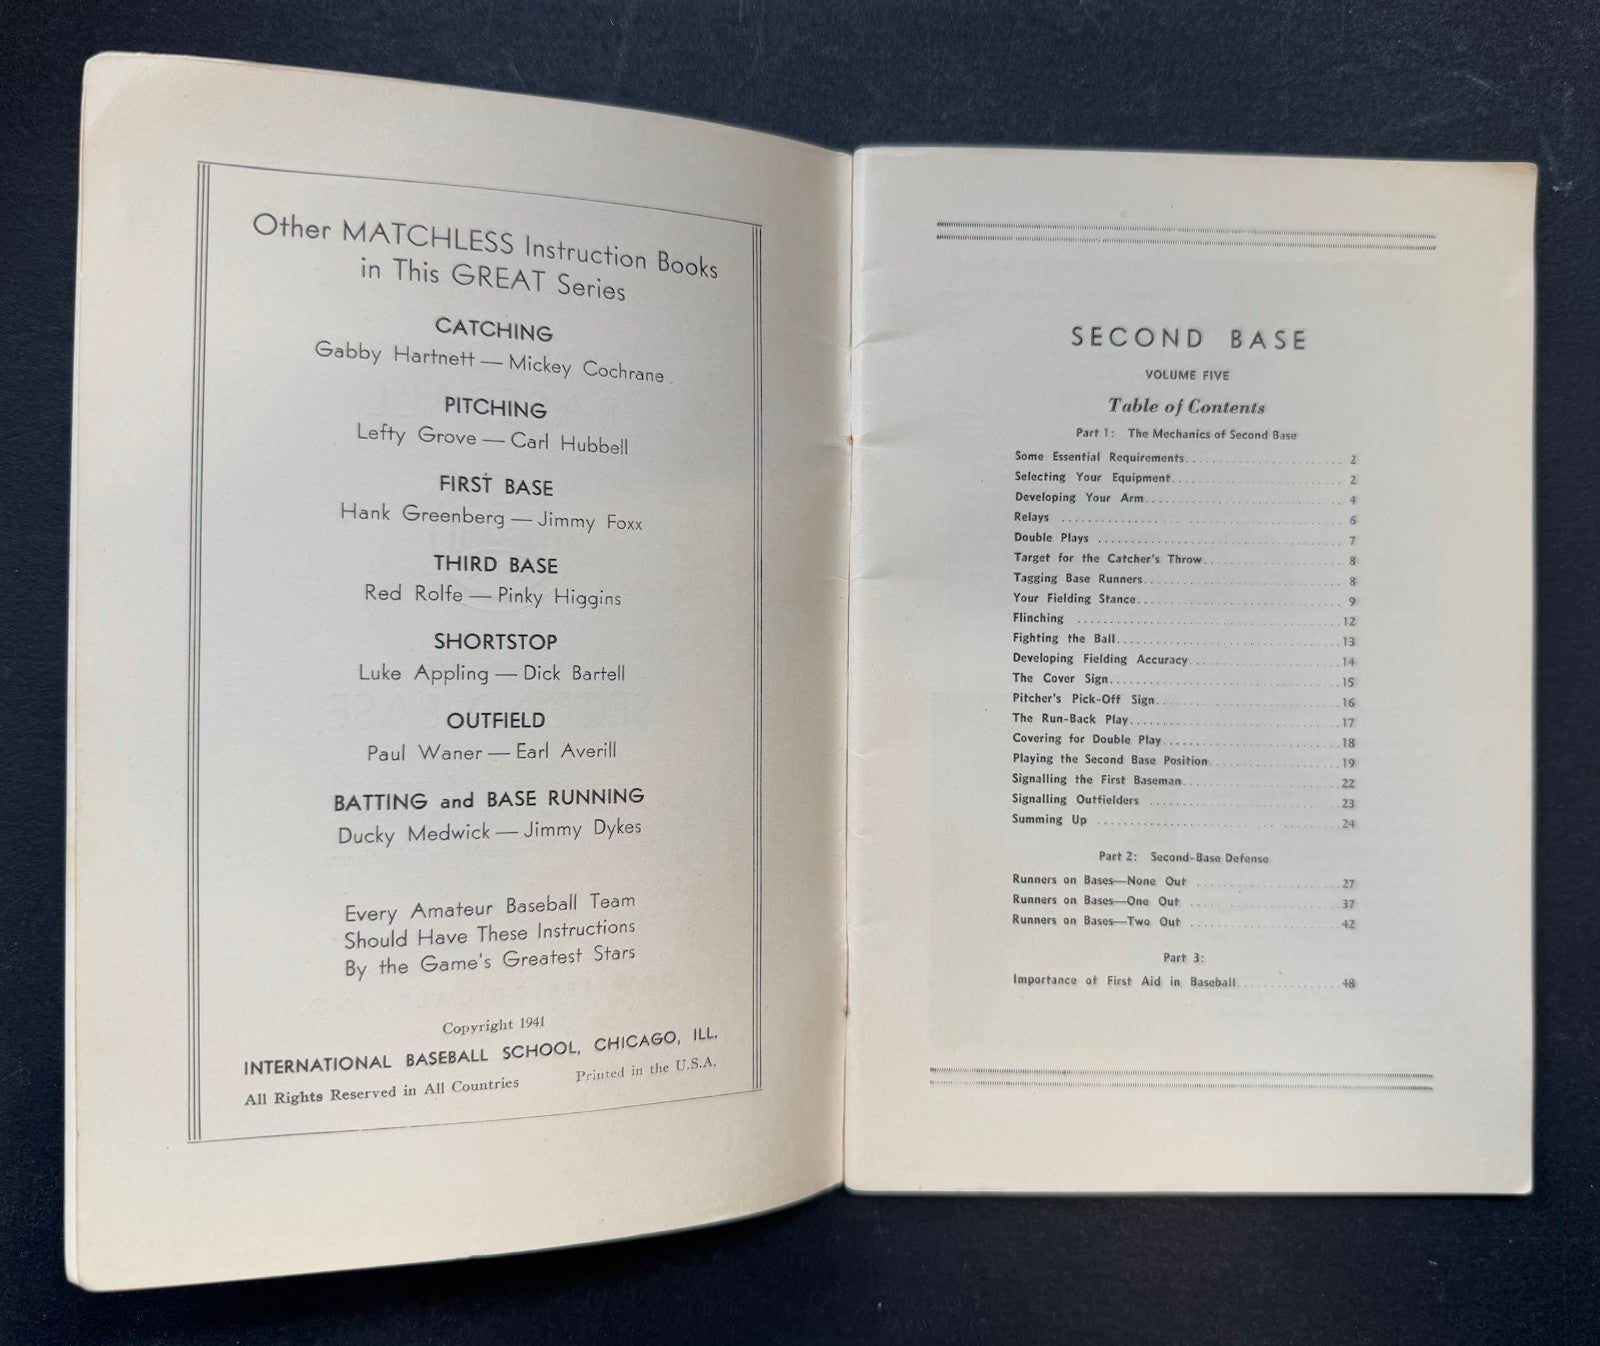 Other MATCHLESS Instruction Books
in This GREAT Series
CATCHING
Gabby Hartnett — Mickey Cochrane
PITCHING
Lefty Grove — Carl Hubbell
FIRST BASE
Hank Greenberg — Jimmy Foxx
THIRD BASE
Red Rolfe — Pinky Higgins
SHORTSTOP
Luke Appling — Dick Bartell
OUTFIELD
Paul Waner — Earl Averill
BATTING and BASE RUNNING
Ducky Medwick — Jimmy Dykes
Every Amateur Baseball Team
Should Have These Instructions
By the Game's Greatest Stars
Copyright 1941
INTERNATIONAL BASEBALL SCHOOL, CHICAGO, ILL.
All Rights Reserved in All Countries Printed in the U.S.A.
SECOND BASE
VOLUME FIVE
Table of Contents
Part 1: The Mechanics of Second Base
Some Essential Requirements 2
Selecting Your Equipment 2
Developing Your Arm 4
Relays 6
Double Plays 7
Target for the Catcher's Throw 8
Tagging Base Runners 8
Your Fielding Stance 9
Flinching 12
Fighting the Ball 13
Developing Fielding Accuracy 14
The Cover Sign 15
Pitcher's Pick-Off Sign 16
The Run-Back Play 17
Covering for Double Play 18
Playing the Second Base Position 19
Signalling the First Baseman 22
Signalling Outfielders 23
Summing Up 24
Part 2: Second-Base Defense
Runners on Bases—None Out 27
Runners on Bases—One Out 37
Runners on Bases—Two Out 42
Part 3:
Importance of First Aid in Baseball 48